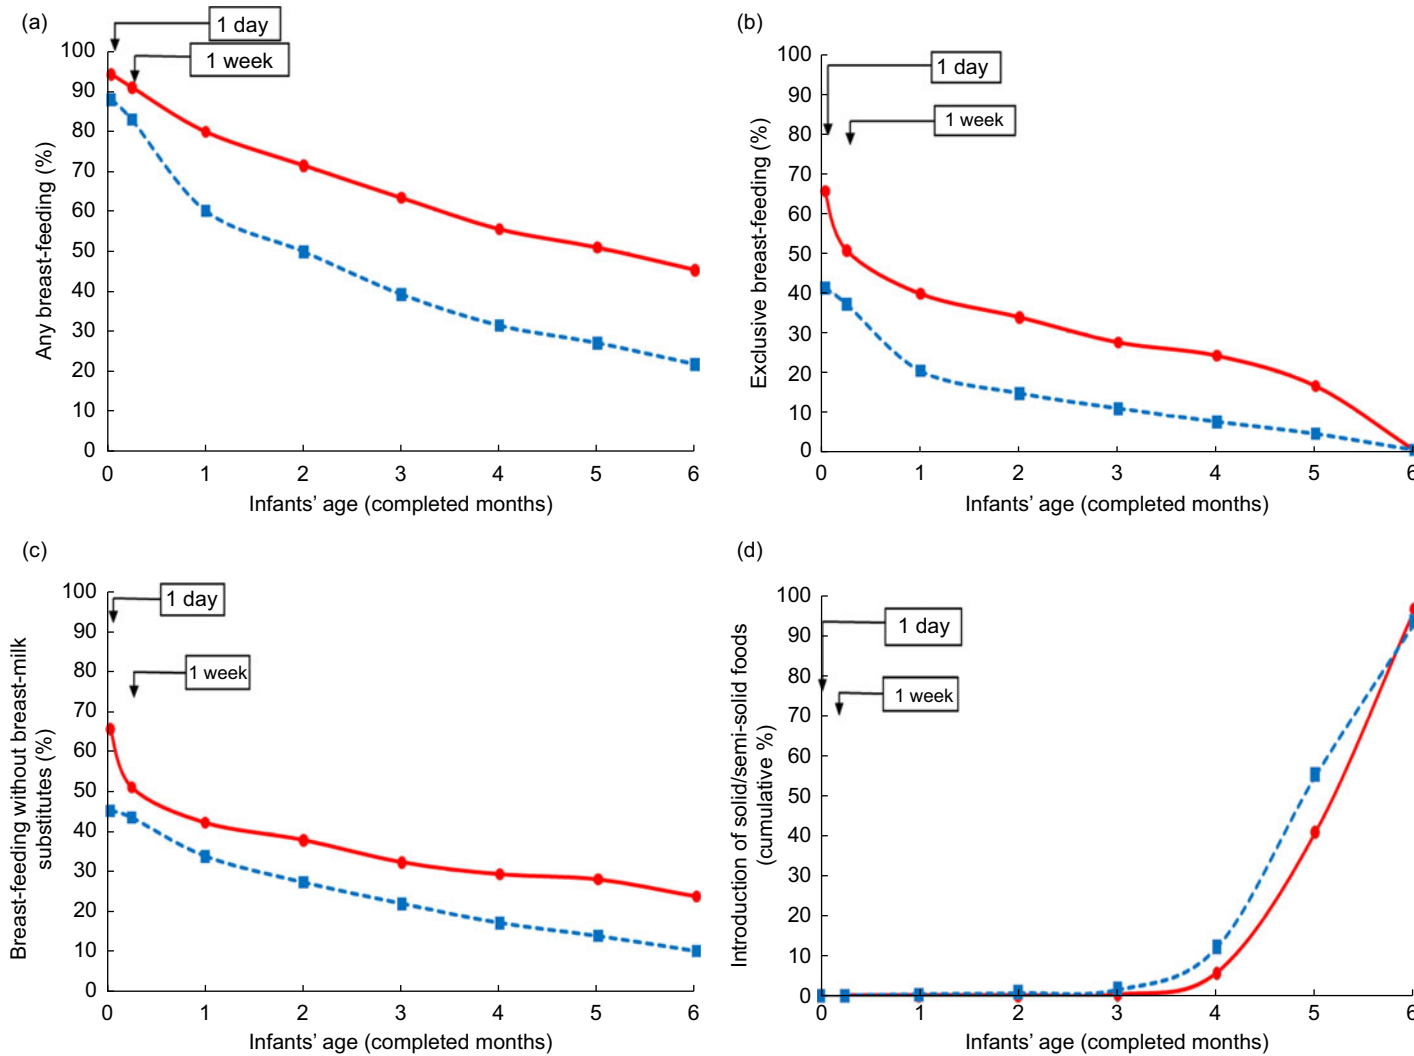 (a)
1 day
1 week
100
90
80
70
60
50
40
30
20
10
0
Any breast-feeding (%)
0 1 2 3 4 5 6
Infants’ age (completed months)
(b)
1 day
1 week
100
90
80
70
60
50
40
30
20
10
0
Exclusive breast-feeding (%)
0 1 2 3 4 5 6
Infants’ age (completed months)
(c)
1 day
1 week
100
90
80
70
60
50
40
30
20
10
0
Breast-feeding without breast-milk
substitutes (%)
0 1 2 3 4 5 6
Infants’ age (completed months)
(d)
1 day
1 week
100
90
80
70
60
50
40
30
20
10
0
Introduction of solid/semi-solid foods
(cumulative %)
0 1 2 3 4 5 6
Infants’ age (completed months)